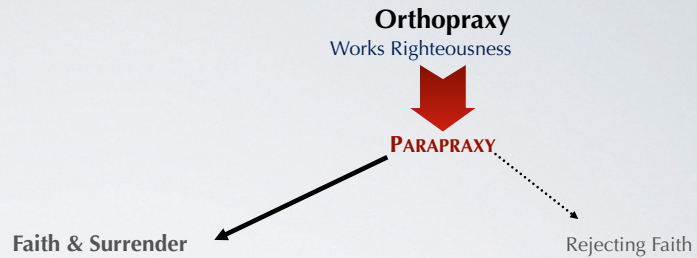 Orthopraxy
Works Righteousness
PARAPRAXY
Faith & Surrender
Rejecting Faith